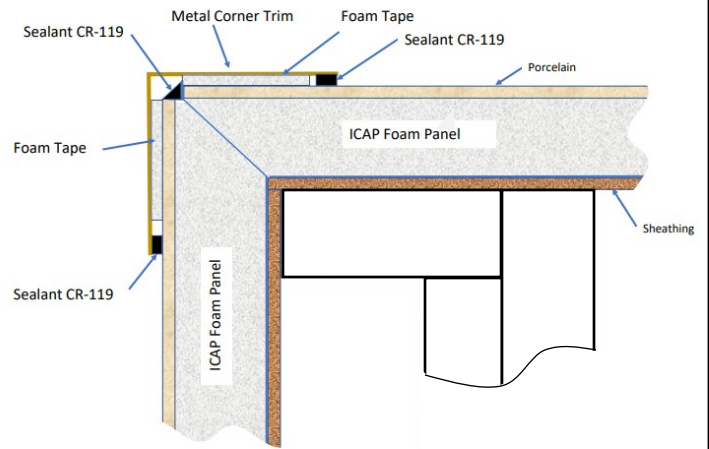 Metal Corner Trim
Foam Tape
Sealant CR-119
Sealant CR-119
Porcelain
ICAP Foam Panel
Foam Tape
Sheathing
Sealant CR-119
ICAP Foam Panel